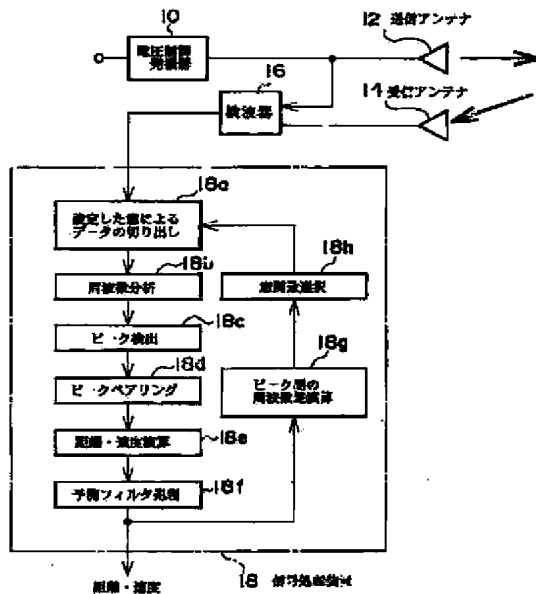 10
電圧制御
発振器
12 送信アンテナ
16
検波器
14 受信アンテナ
18a
設定した窓による
データの切り出し
18b
周波数分析
18h
窓関数選択
18c
ピーク検出
18d
ピークペアリング
18g
ピーク間の
周波数差演算
18e
距離・速度演算
18f
予測フィルタ処理
18 信号処理装置
距離・速度